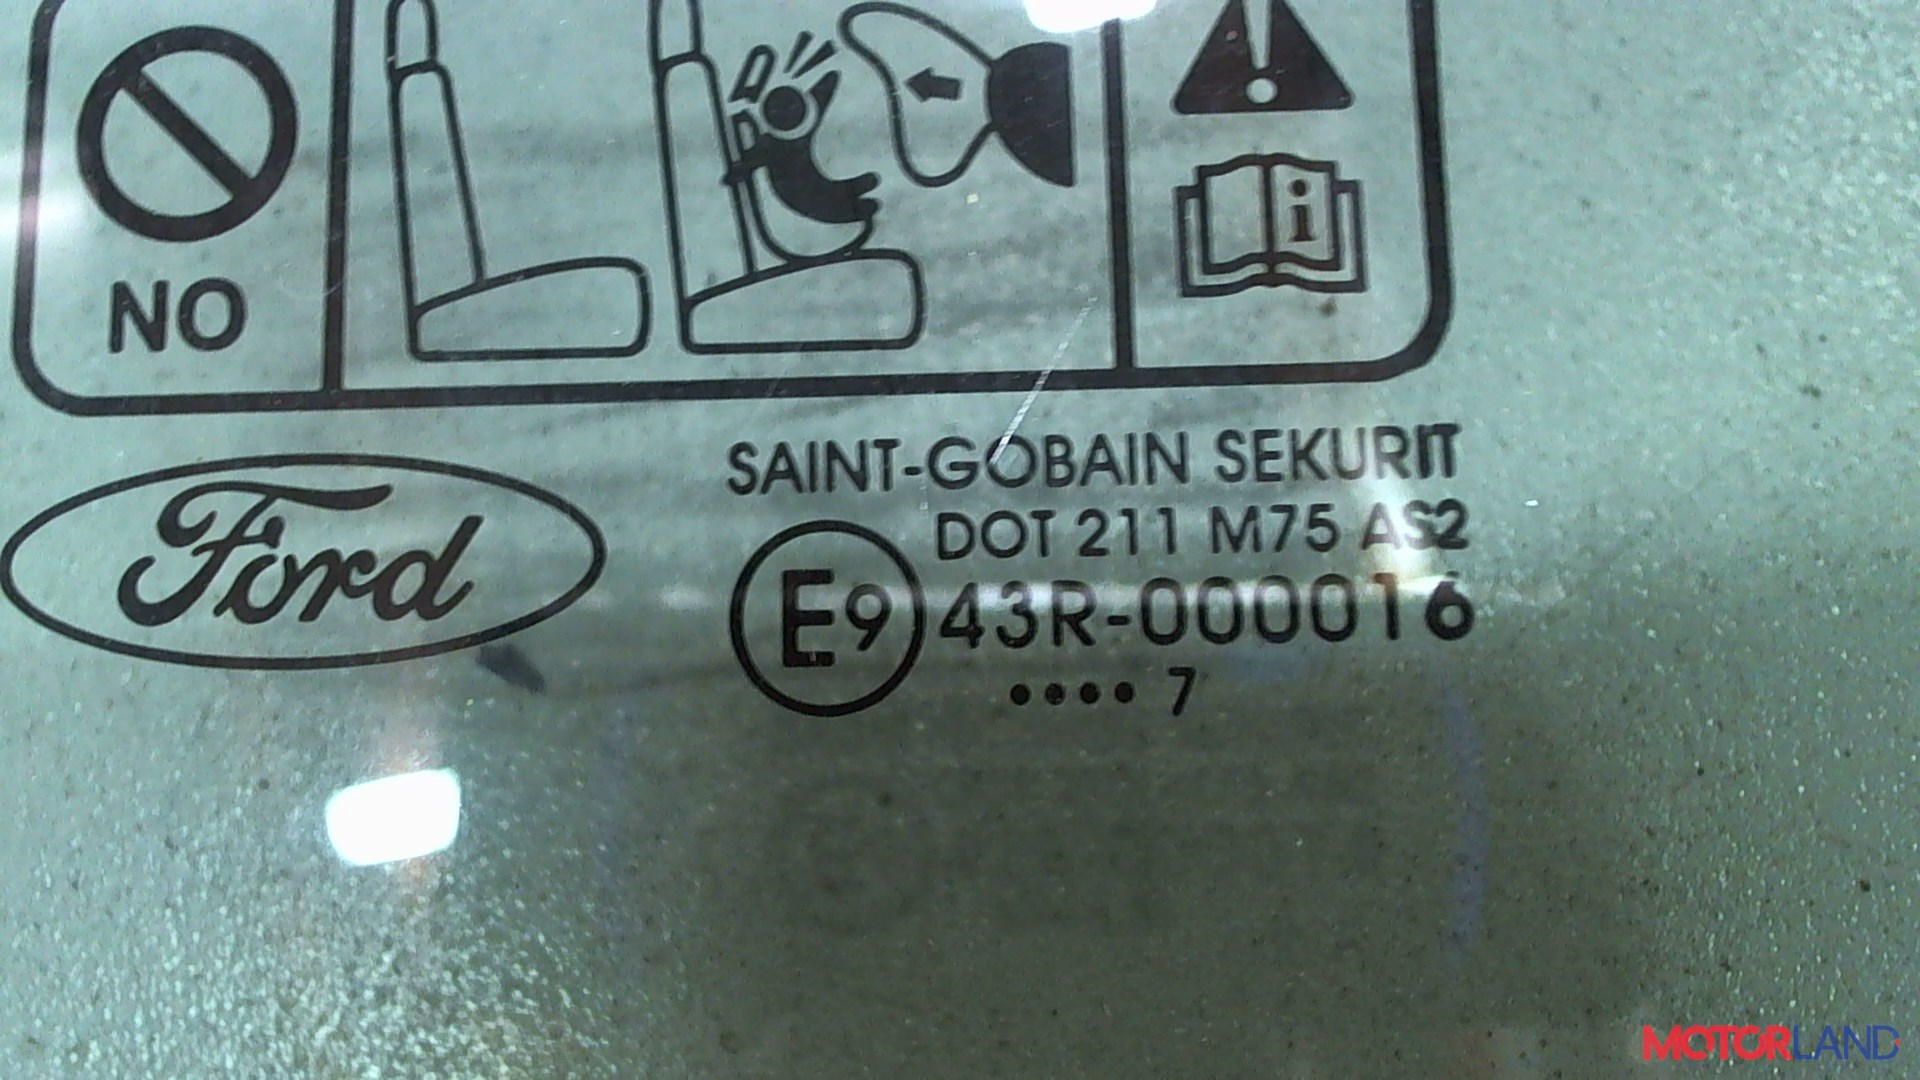 NO
i
Ford
SAINT-GOBAIN SEKURIT
DOT 211 M75 AS2
E9 43R-000016
•••• 7
MOTORLAND